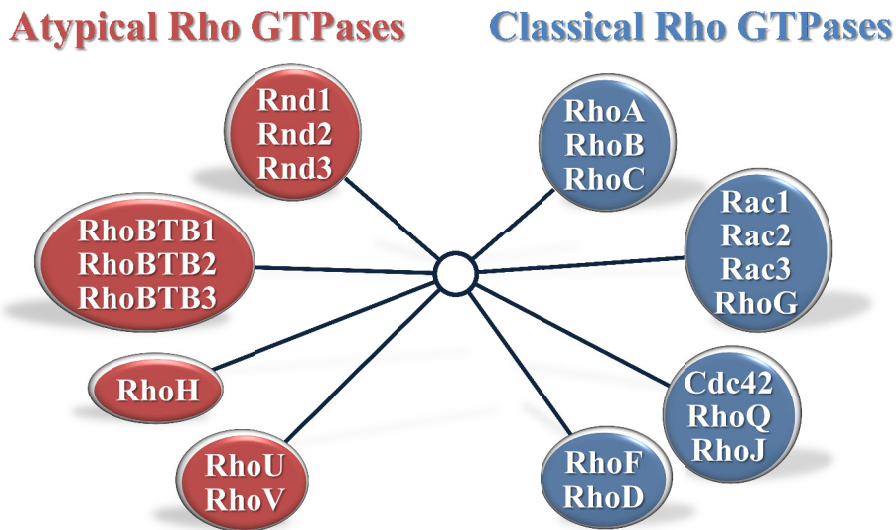 Atypical Rho GTPases
Classical Rho GTPases
Rnd1
Rnd2
Rnd3
RhoBTB1
RhoBTB2
RhoBTB3
RhoH
RhoU
RhoV
RhoA
RhoB
RhoC
Rac1
Rac2
Rac3
RhoG
Cdc42
RhoQ
RhoJ
RhoF
RhoD